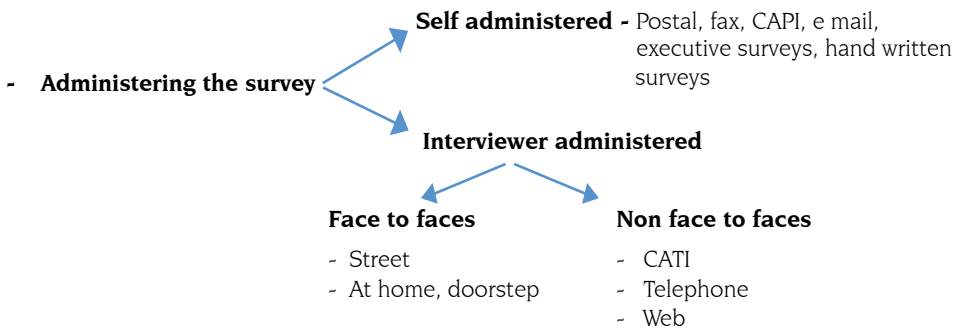 Self administered - Postal, fax, CAPI, e mail,
executive surveys, hand written
surveys
- Administering the survey
Interviewer administered
Face to faces
- Street
- At home, doorstep
Non face to faces
- CATI
- Telephone
- Web